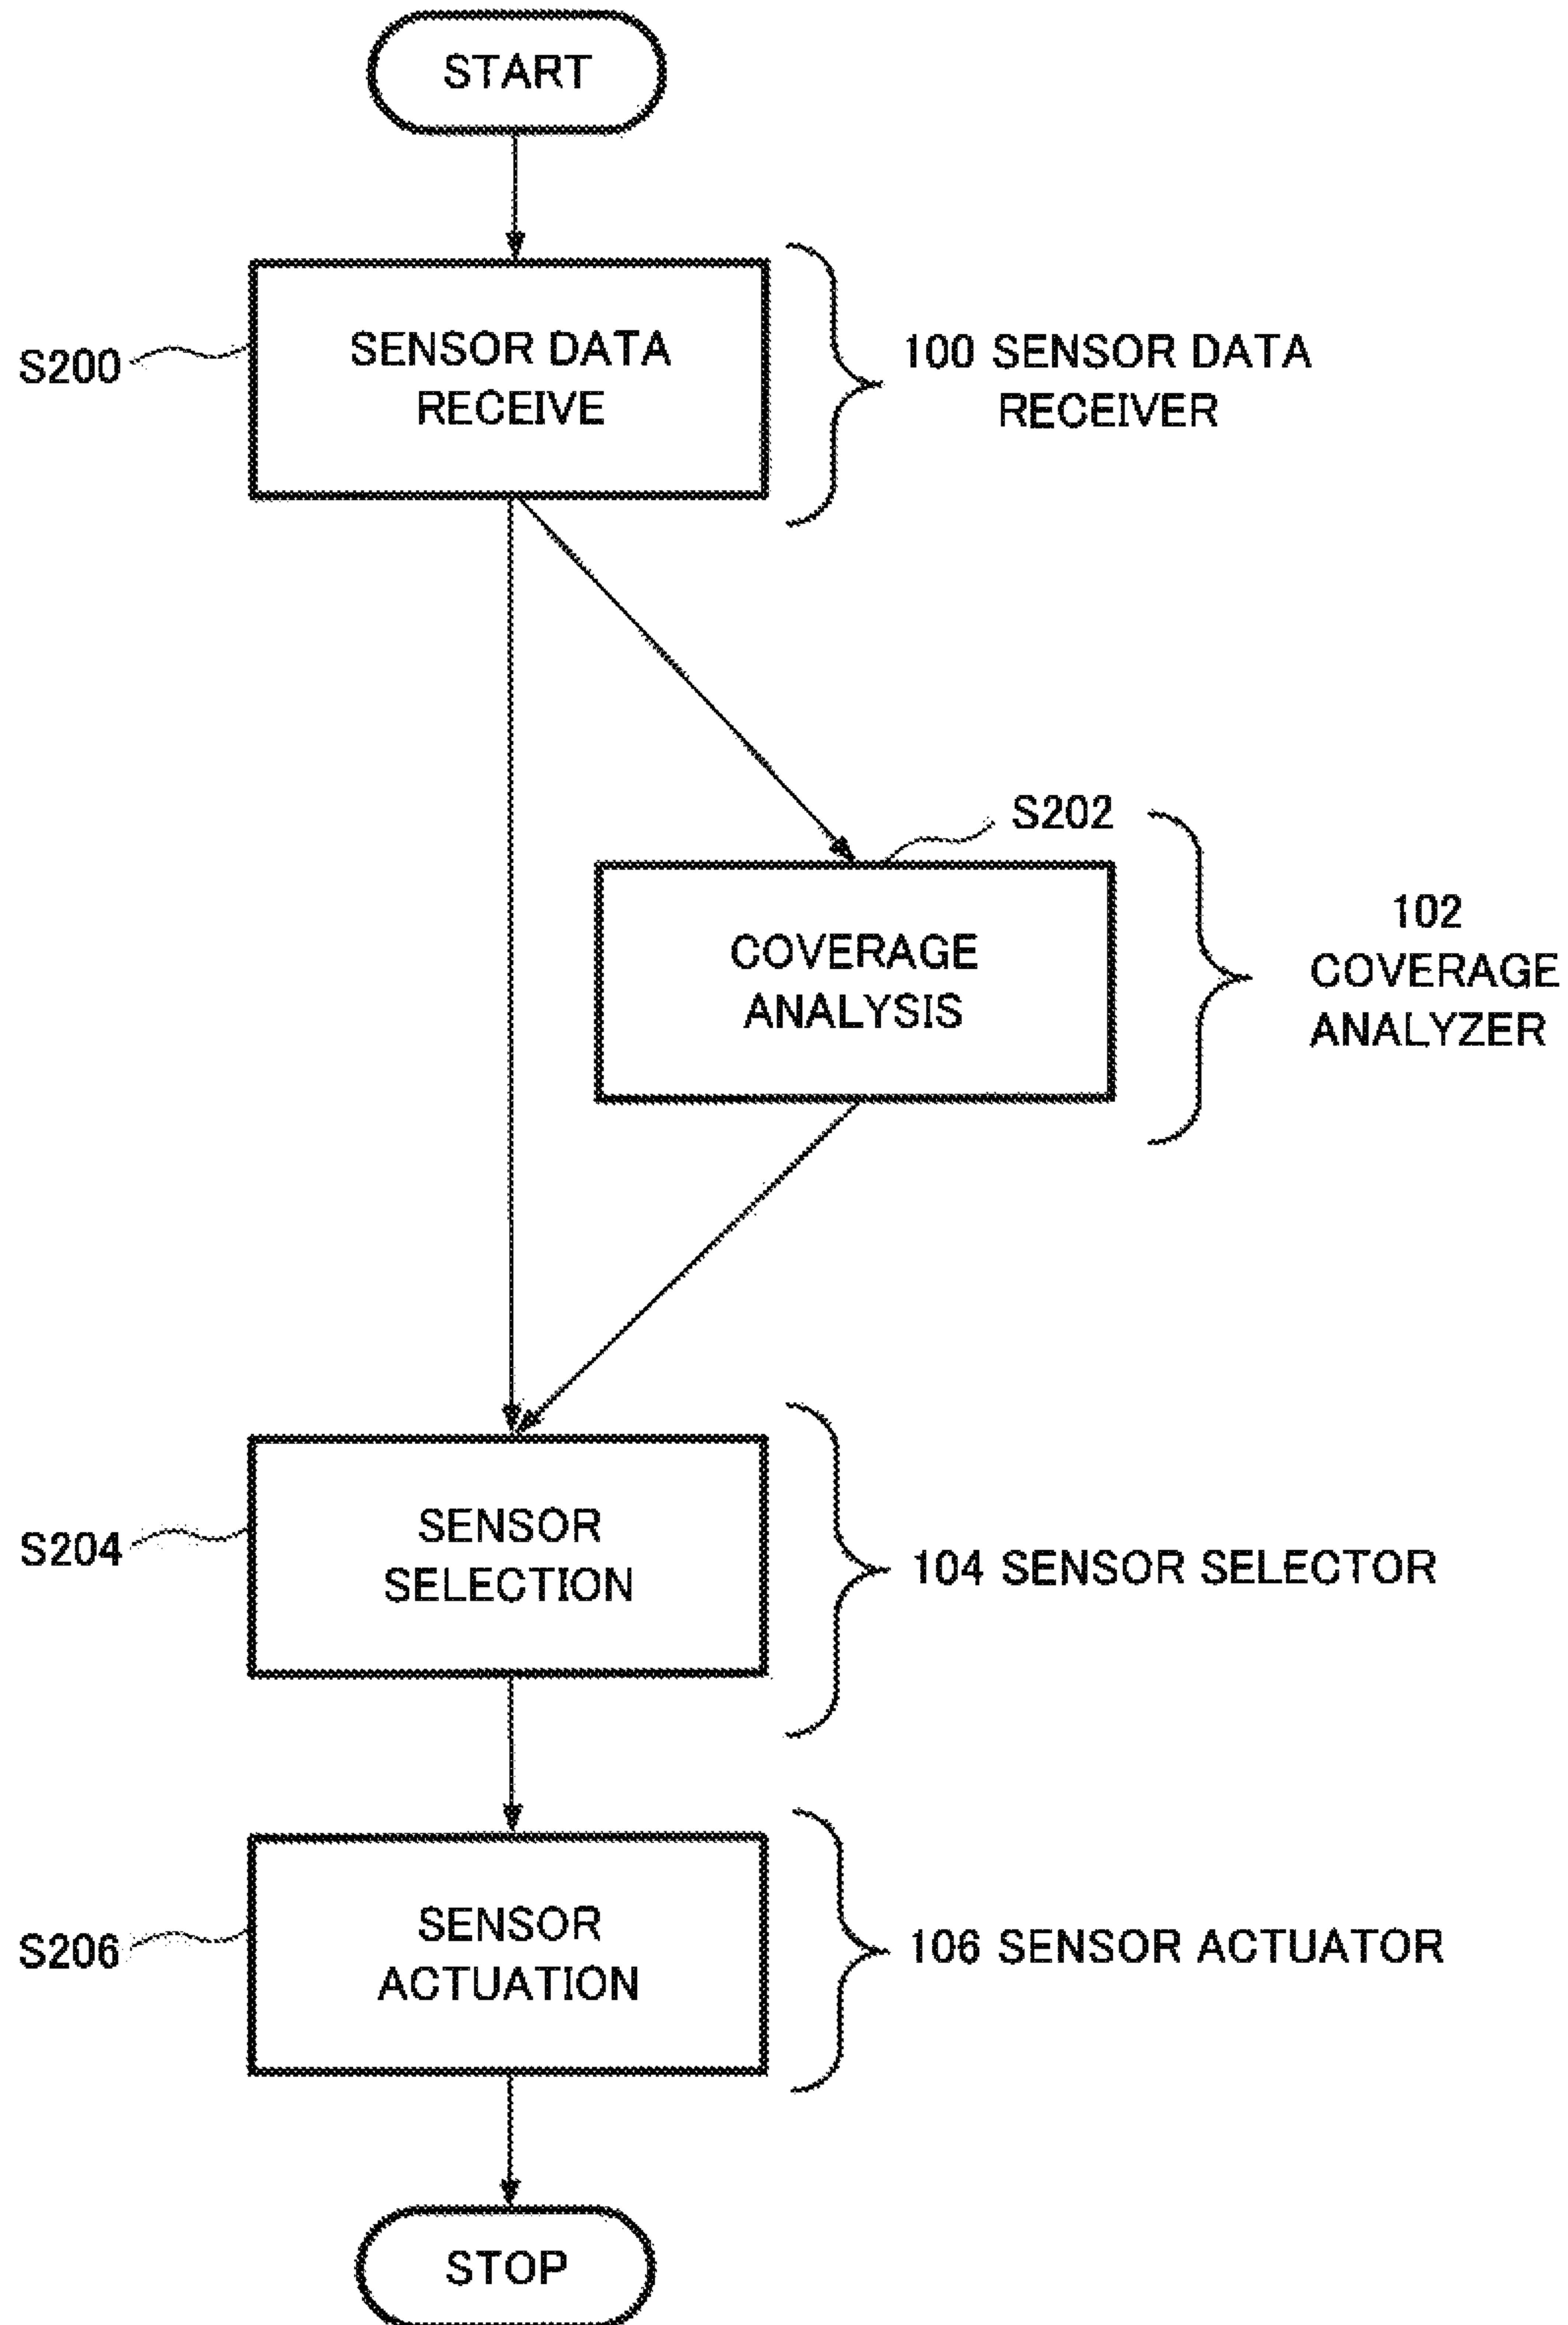 START
S200
SENSOR DATA
RECEIVE
100 SENSOR DATA
RECEIVER
S202
COVERAGE
ANALYSIS
102
COVERAGE
ANALYZER
S204
SENSOR
SELECTION
104 SENSOR SELECTOR
S206
SENSOR
ACTUATION
106 SENSOR ACTUATOR
STOP